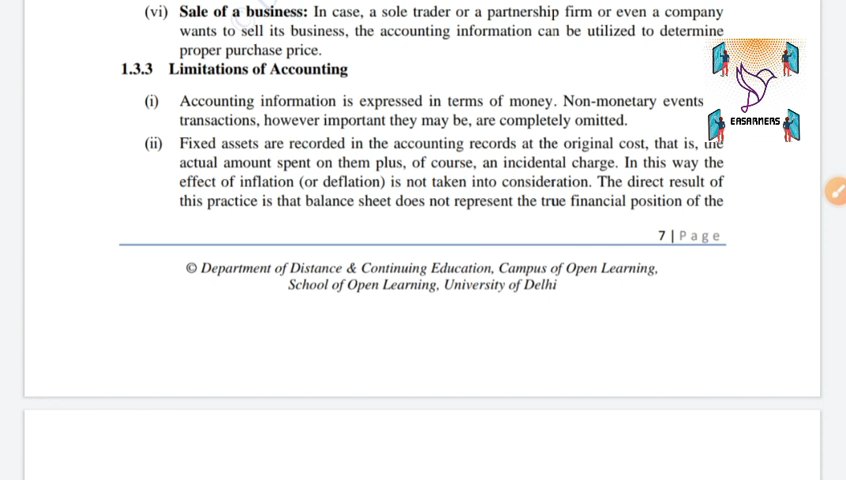 (vi) Sale of a business: In case, a sole trader or a partnership firm or even a company
wants to sell its business, the accounting information can be utilized to determine
proper purchase price.
1.3.3 Limitations of Accounting
(i) Accounting information is expressed in terms of money. Non-monetary events
transactions, however important they may be, are completely omitted.
(ii) Fixed assets are recorded in the accounting records at the original cost, that is, the
actual amount spent on them plus, of course, an incidental charge. In this way the
effect of inflation (or deflation) is not taken into consideration. The direct result of
this practice is that balance sheet does not represent the true financial position of the
EASARMERS
7 | Page
© Department of Distance & Continuing Education, Campus of Open Learning,
School of Open Learning, University of Delhi